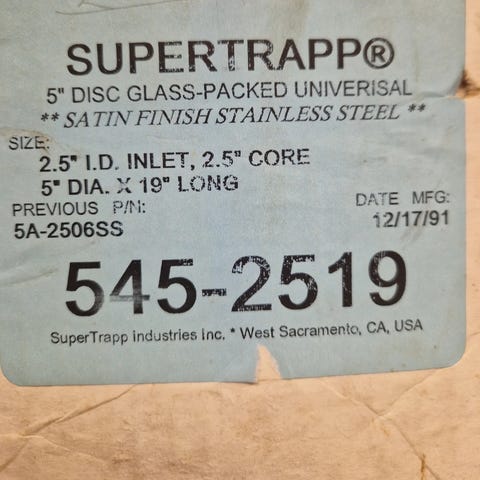 SUPERTRAPP®
5" DISC GLASS-PACKED UNIVERISAL
** SATIN FINISH STAINLESS STEEL **
SIZE:
2.5" I.D. INLET, 2.5" CORE
5" DIA. X 19" LONG
PREVIOUS P/N:
5A-2506SS
DATE MFG:
12/17/91
545-2519
SuperTrapp industries Inc. * West Sacramento, CA, USA